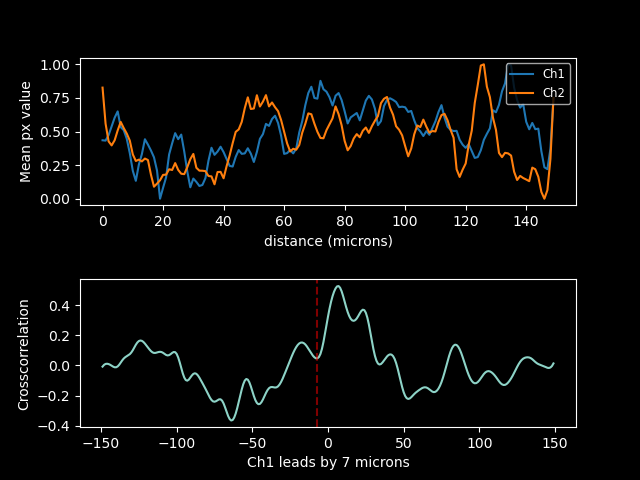 1.00
0.75
0.50
0.25
0.00
Mean px value
Ch1
Ch2
0 20 40 60 80 100 120 140
distance (microns)
0.4
0.2
0.0
−0.2
−0.4
Crosscorrelation
−150 −100 −50 0 50 100 150
Ch1 leads by 7 microns